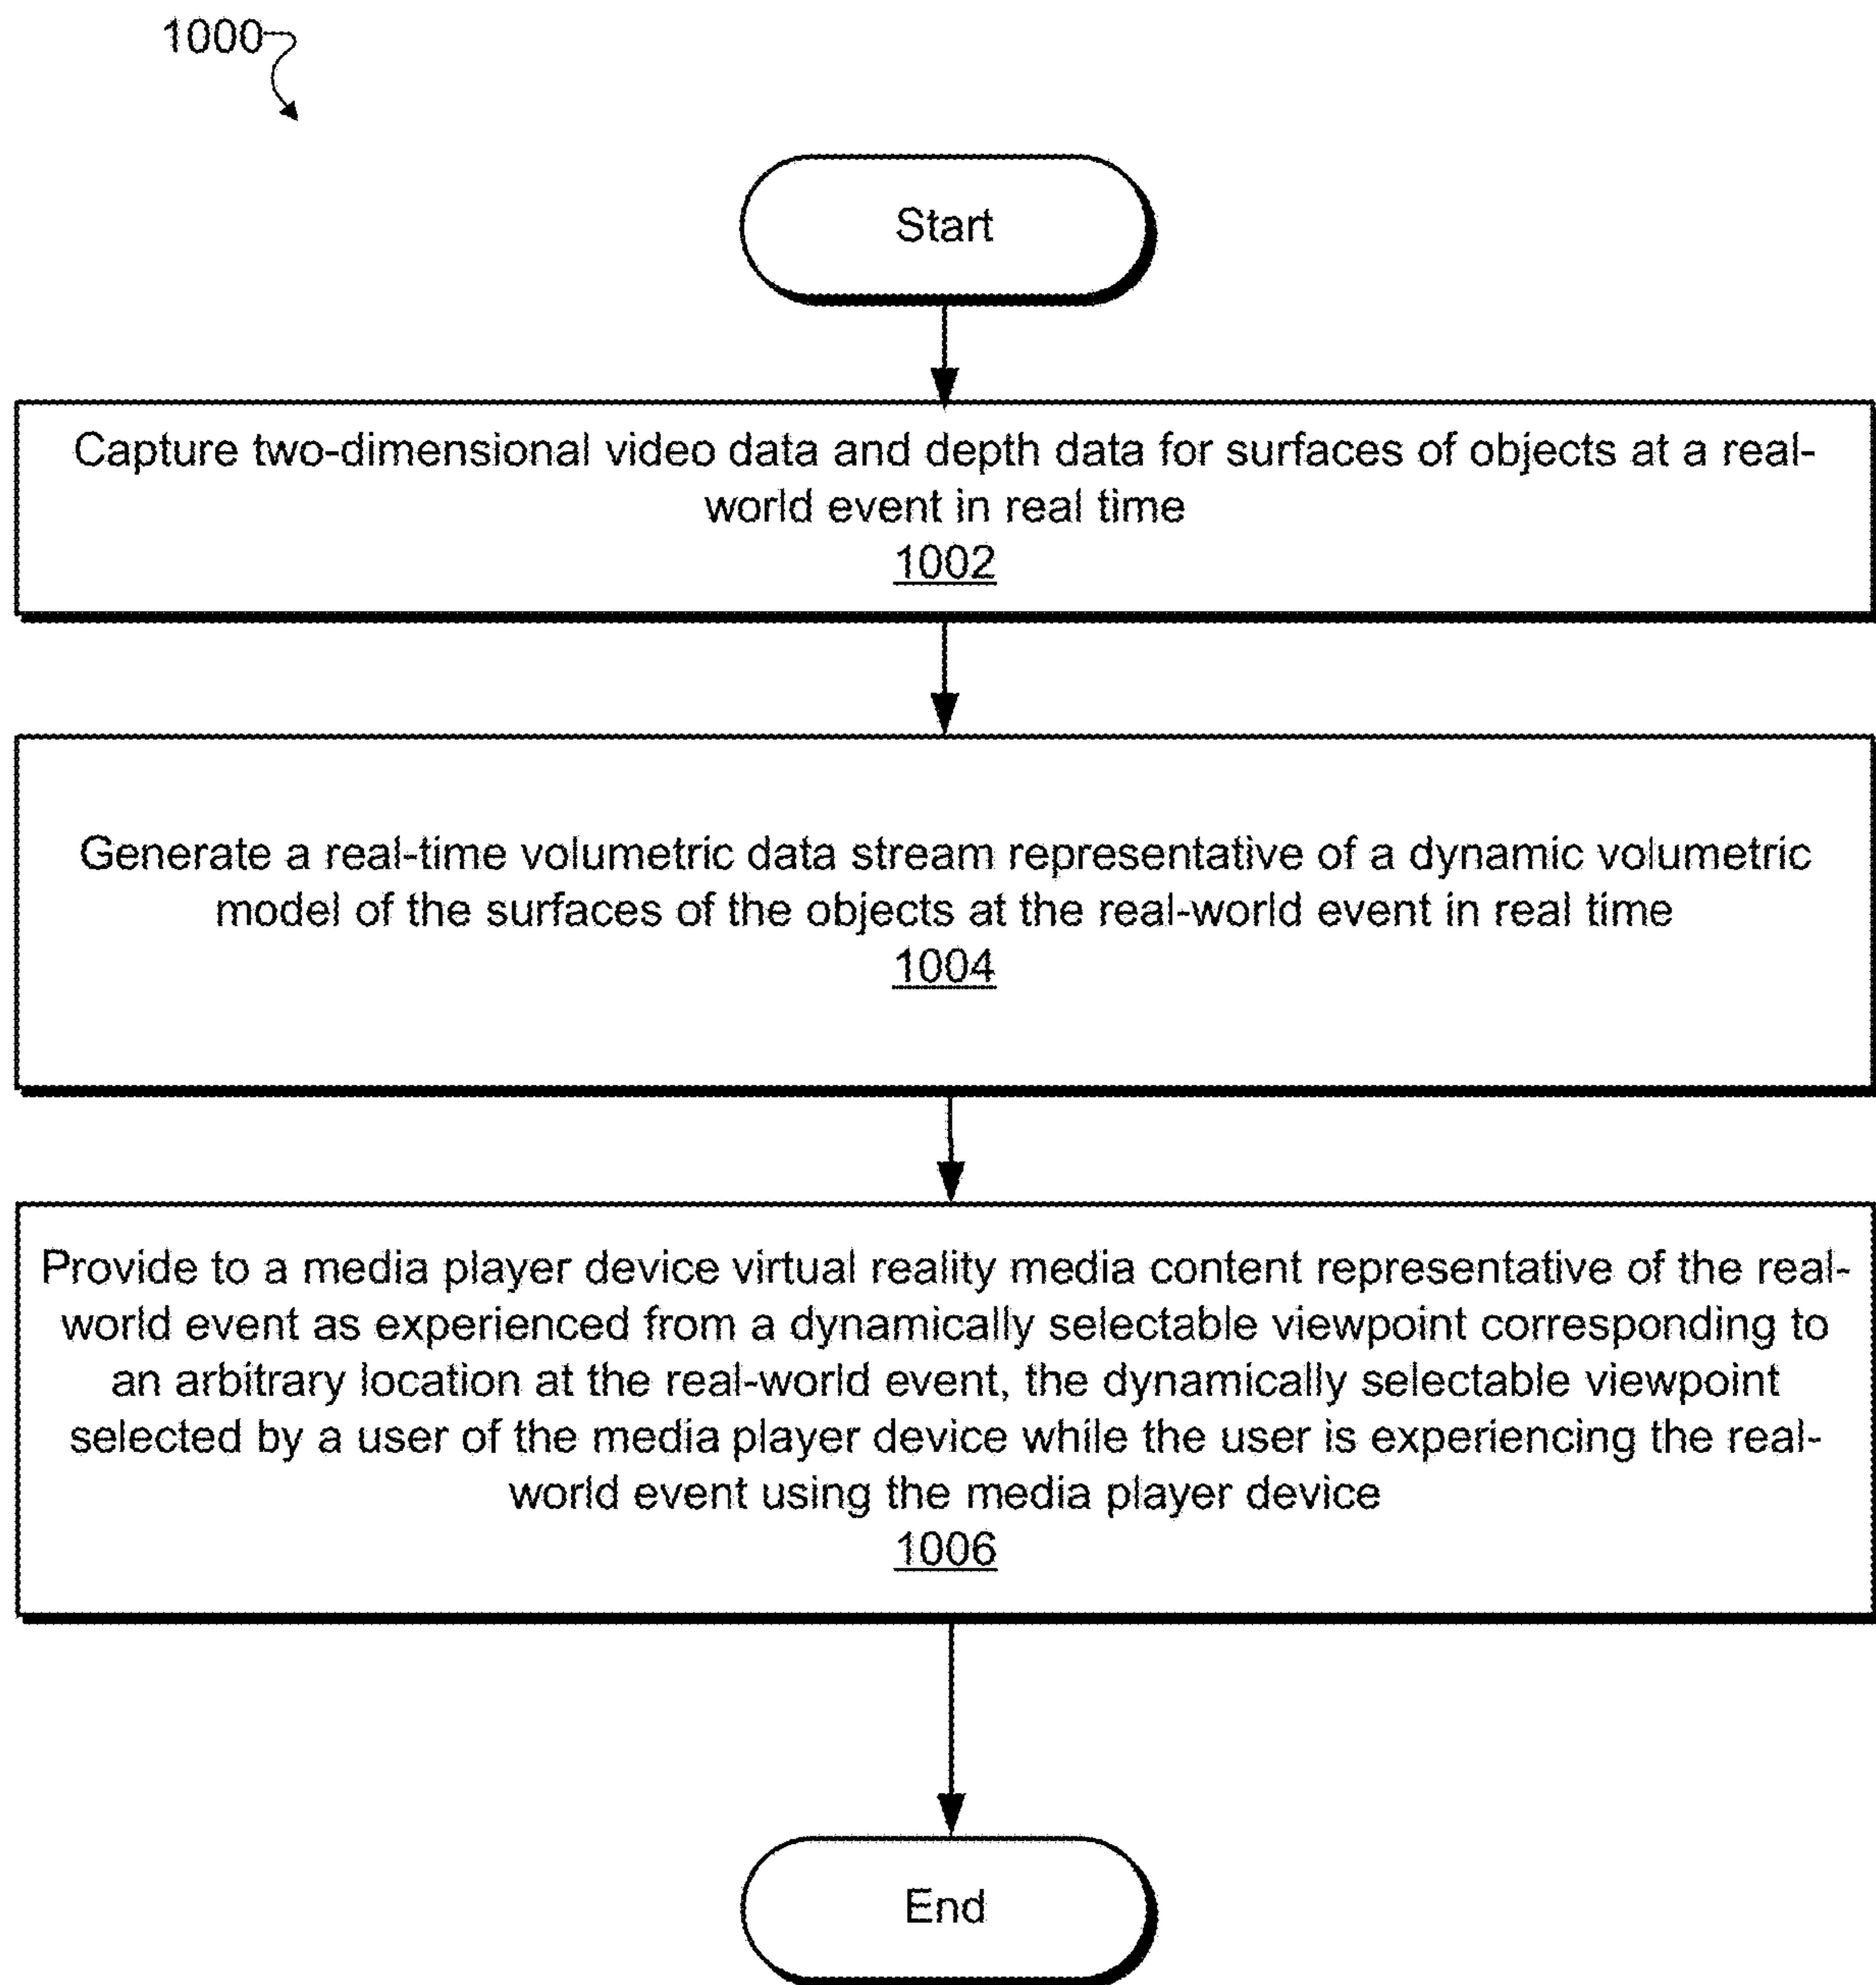 1000
Start
Capture two-dimensional video data and depth data for surfaces of objects at a real-
world event in real time
1002
Generate a real-time volumetric data stream representative of a dynamic volumetric
model of the surfaces of the objects at the real-world event in real time
1004
Provide to a media player device virtual reality media content representative of the real-
world event as experienced from a dynamically selectable viewpoint corresponding to
an arbitrary location at the real-world event, the dynamically selectable viewpoint
selected by a user of the media player device while the user is experiencing the real-
world event using the media player device
1006
End